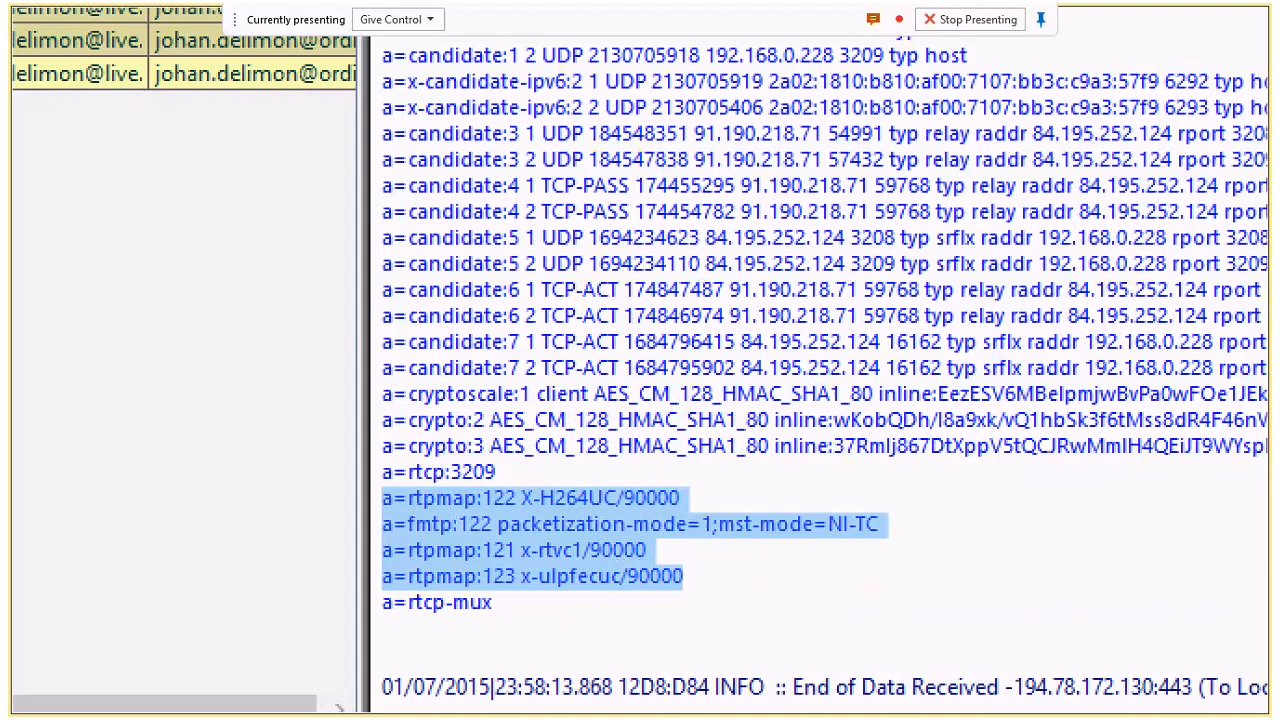 Currently presenting
Give Control
Stop Presenting
delimon@live.
johan.delimon@ordi
lelimon@live.
johan.delimon@ordi
a=candidate:1 2 UDP 2130705918 192.168.0.228 3209 typ host
a=x-candidate-ipv6:2 1 UDP 2130705919 2a02:1810:b810:af00:7107:bb3c:c9a3:57f9 6292 typ ho
a=x-candidate-ipv6:2 2 UDP 2130705406 2a02:1810:b810:af00:7107:bb3c:c9a3:57f9 6293 typ ho
a=candidate:3 1 UDP 184548351 91.190.218.71 54991 typ relay raddr 84.195.252.124 rport 3208
a=candidate:3 2 UDP 184547838 91.190.218.71 57432 typ relay raddr 84.195.252.124 rport 3209
a=candidate:4 1 TCP-PASS 174455295 91.190.218.71 59768 typ relay raddr 84.195.252.124 rport
a=candidate:4 2 TCP-PASS 174454782 91.190.218.71 59768 typ relay raddr 84.195.252.124 rport
a=candidate:5 1 UDP 1694234623 84.195.252.124 3208 typ srflx raddr 192.168.0.228 rport 3208
a=candidate:5 2 UDP 1694234110 84.195.252.124 3209 typ srflx raddr 192.168.0.228 rport 3209
a=candidate:6 1 TCP-ACT 174847487 91.190.218.71 59768 typ relay raddr 84.195.252.124 rport
a=candidate:6 2 TCP-ACT 174846974 91.190.218.71 59768 typ relay raddr 84.195.252.124 rport
a=candidate:7 1 TCP-ACT 1684796415 84.195.252.124 16162 typ srflx raddr 192.168.0.228 rport
a=candidate:7 2 TCP-ACT 1684795902 84.195.252.124 16162 typ srflx raddr 192.168.0.228 rport
a=cryptoscale:1 client AES_CM_128_HMAC_SHA1_80 inline:EezESV6MBelpmjwBvPa0wFOe1JEk
a=crypto:2 AES_CM_128_HMAC_SHA1_80 inline:wKobQDh/I8a9xk/vQ1hbSk3f6tMss8dR4F46nV
a=crypto:3 AES_CM_128_HMAC_SHA1_80 inline:37Rmlj867DtXppV5tQCJRwMmlH4QEiJT9WYspl
a=rtcp:3209
a=rtpmap:122 X-H264UC/90000
a=fmtp:122 packetization-mode=1;mst-mode=NI-TC
a=rtpmap:121 x-rtvc1/90000
a=rtpmap:123 x-ulpfecuc/90000
a=rtcp-mux
01/07/2015|23:58:13.868 12D8:D84 INFO :: End of Data Received -194.78.172.130:443 (To Loc